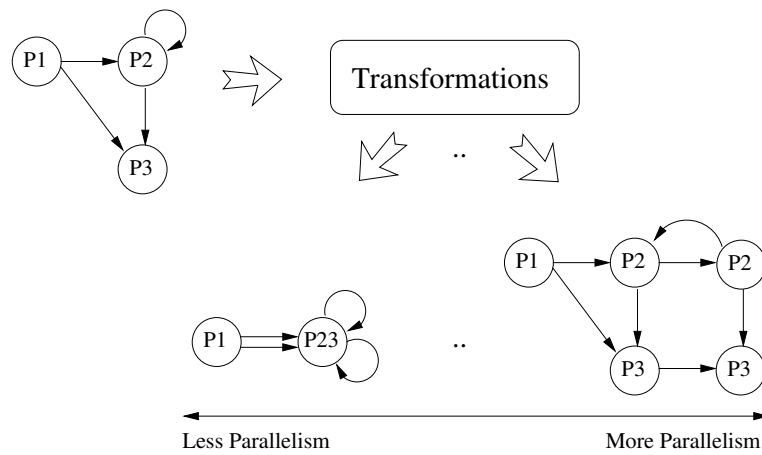 P1
P2
Transformations
P3
..
P1
P2
P2
P1
P23
..
P3
P3
Less Parallelism
More Parallelism